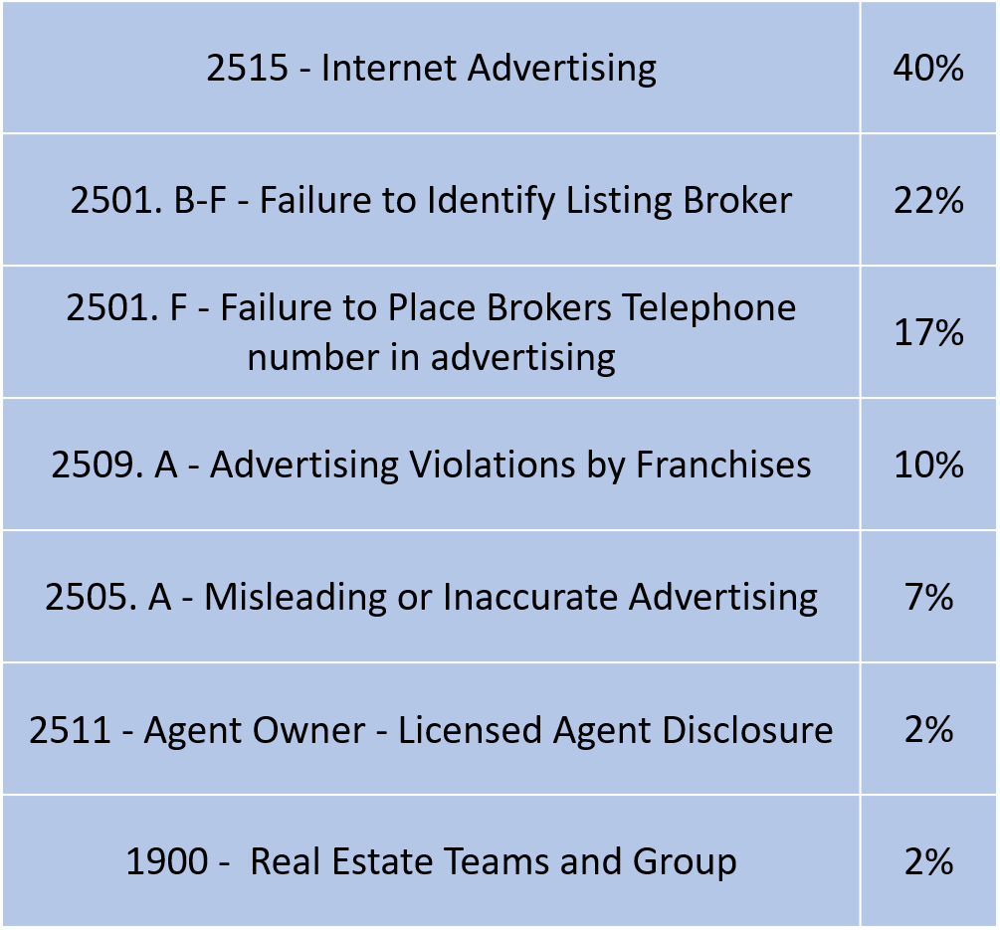 2515 - Internet Advertising
40%
2501. B-F - Failure to Identify Listing Broker
22%
2501. F - Failure to Place Brokers Telephone
number in advertising
17%
2509. A - Advertising Violations by Franchises
10%
2505. A - Misleading or Inaccurate Advertising
7%
2511 - Agent Owner - Licensed Agent Disclosure
2%
1900 -  Real Estate Teams and Group
2%